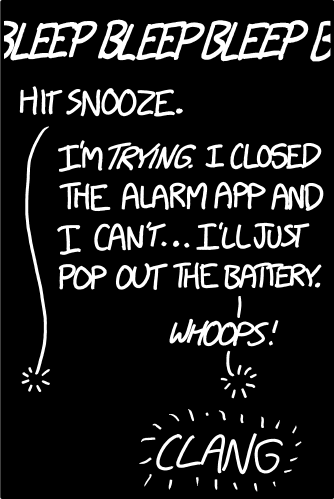 BLEEP BLEEP BLEEP B
HIT SNOOZE.
I'M TRYING. I CLOSED
THE ALARM APP AND
I CAN'T... I'LL JUST
POP OUT THE BATTERY.
WHOOPS!
CLANG